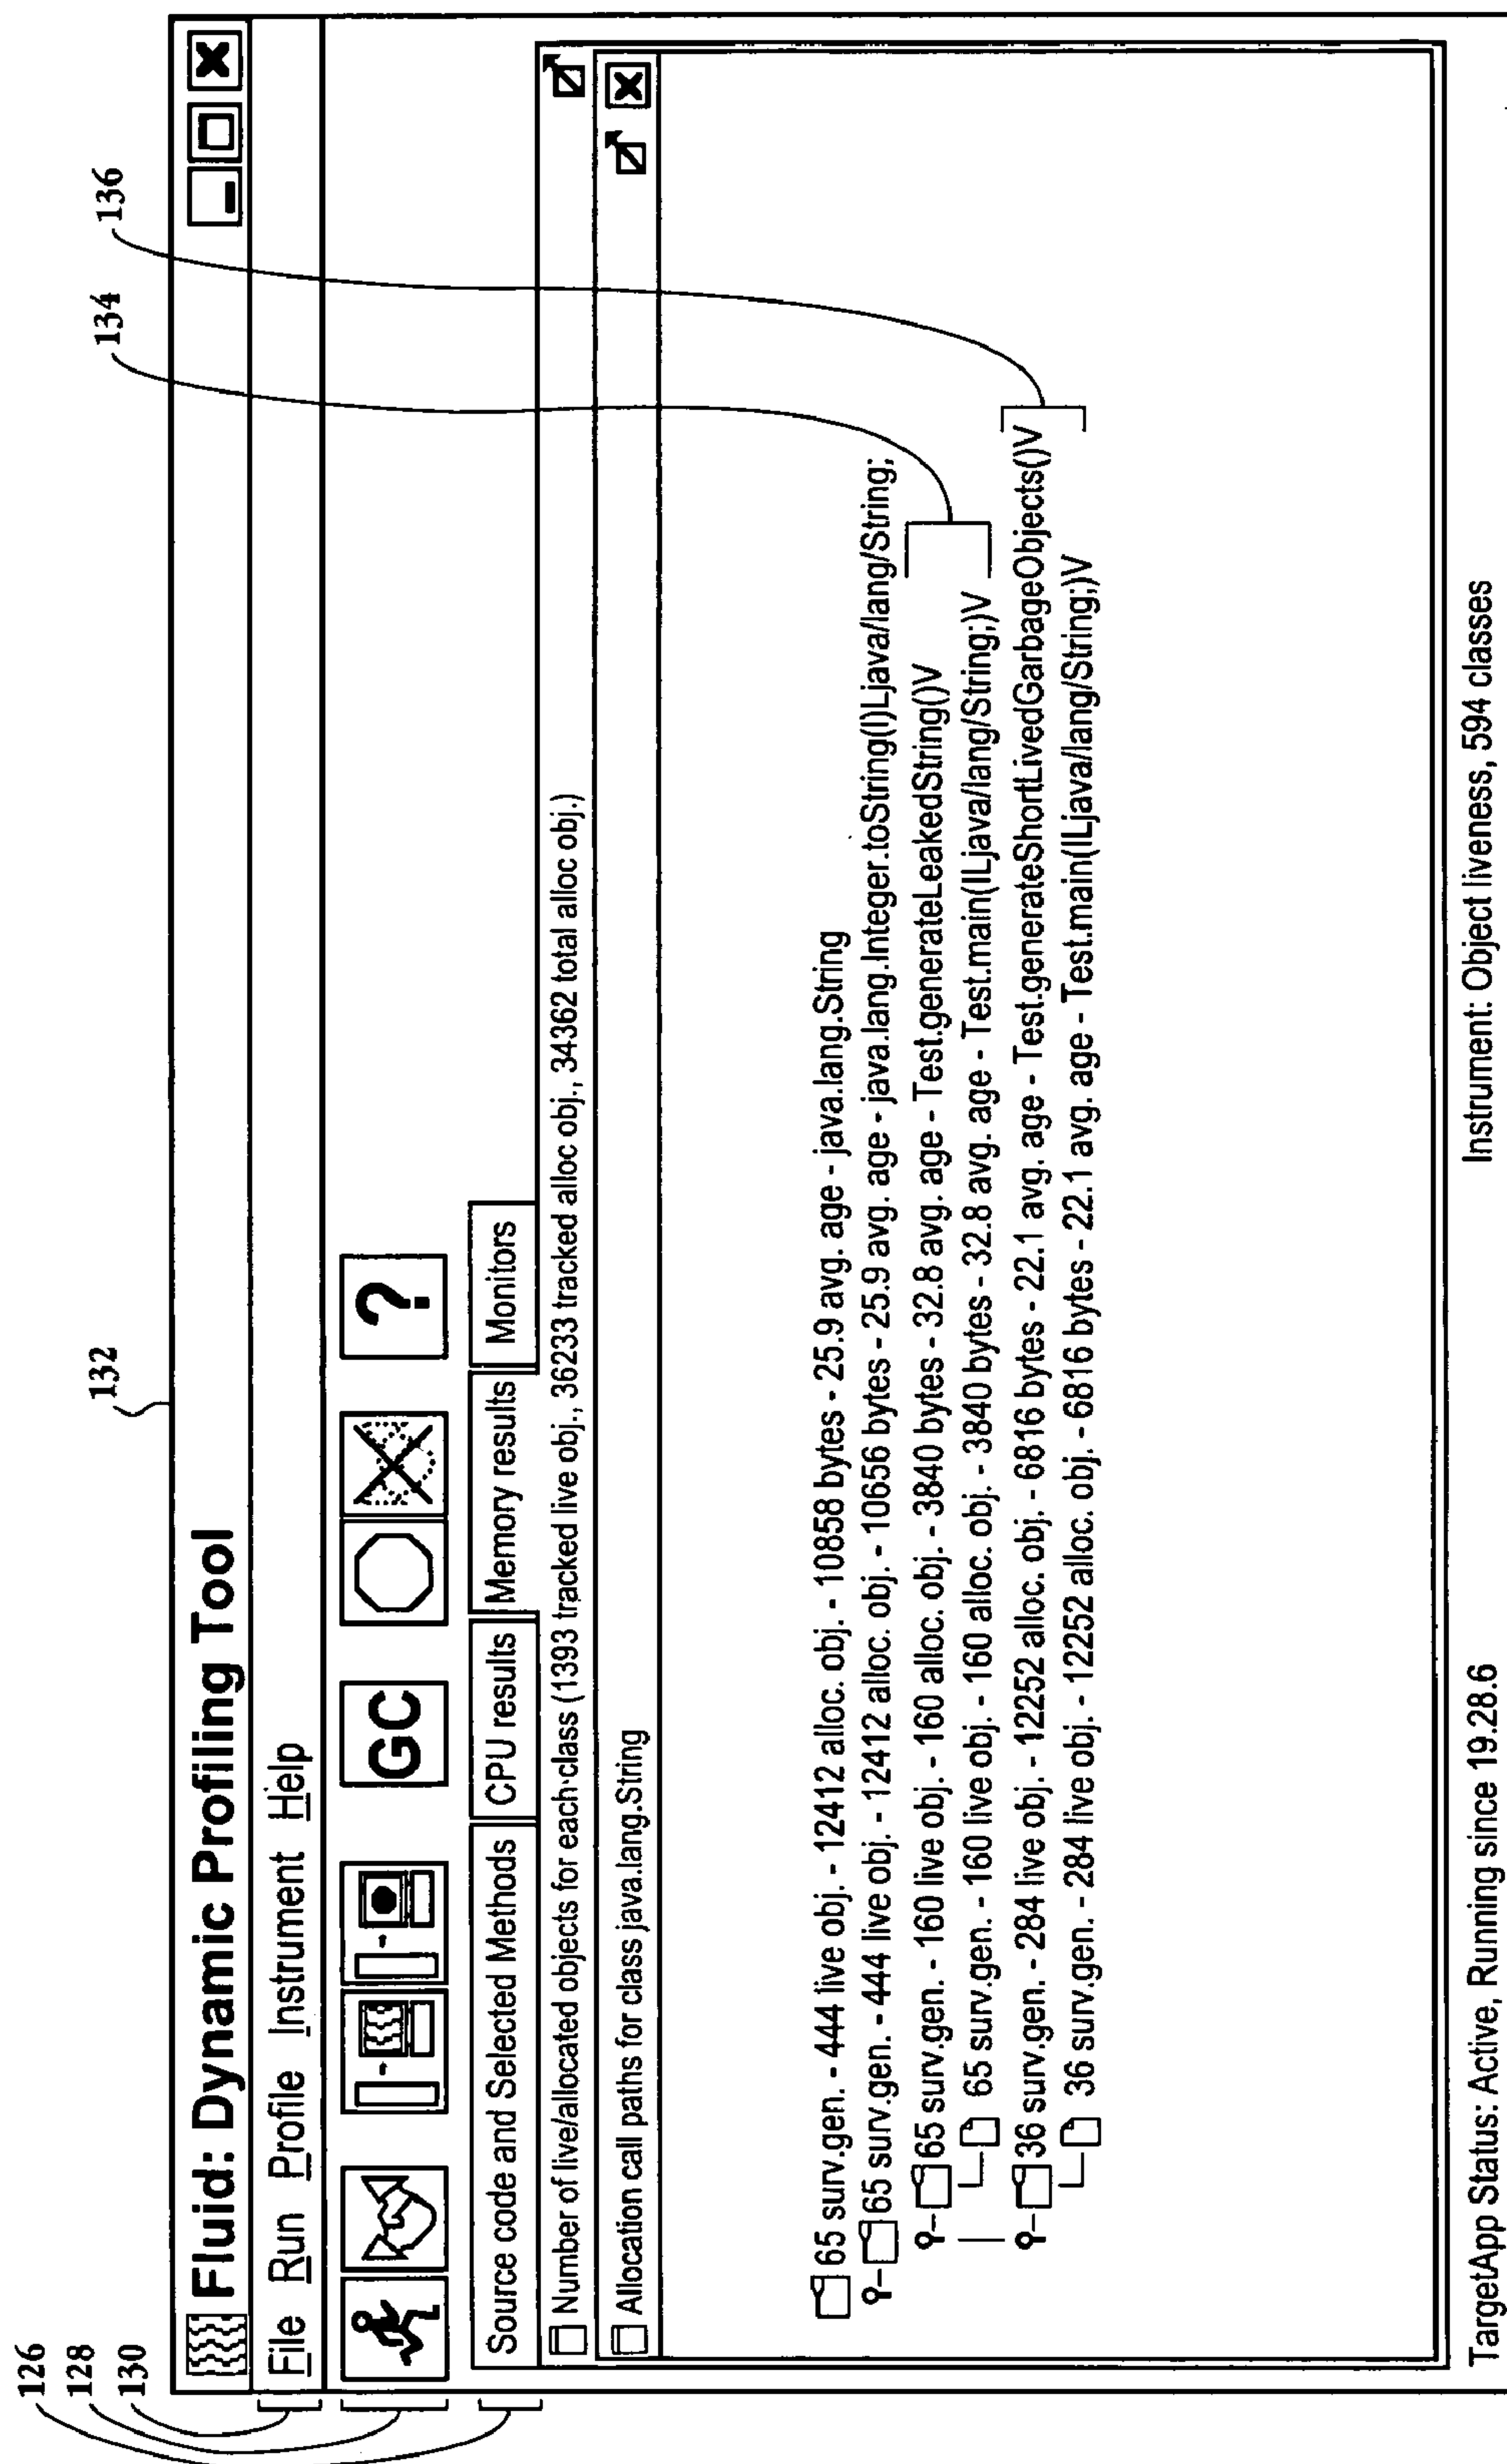 126
128
130
132
134
136
Fluid: Dynamic Profiling Tool
File Run Profile Instrument Help
GC
?
Source code and Selected Methods
CPU results
Memory results
Monitors
Number of live/allocated objects for each class (1393 tracked live obj., 36233 tracked alloc obj., 34362 total alloc obj.)
Allocation call paths for class java.lang.String
65 surv.gen. - 444 live obj. - 12412 alloc. obj. - 10858 bytes - 25.9 avg. age - java.lang.String
65 surv.gen. - 444 live obj. - 12412 alloc. obj. - 10656 bytes - 25.9 avg. age - java.lang.Integer.toString(I)Ljava/lang/String;
65 surv.gen. - 160 live obj. - 160 alloc. obj. - 3840 bytes - 32.8 avg. age - Test.generateLeakedString()V
65 surv.gen. - 160 live obj. - 160 alloc. obj. - 3840 bytes - 32.8 avg. age - Test.main(ILjava/lang/String;)V
36 surv.gen. - 284 live obj. - 12252 alloc. obj. - 6816 bytes - 22.1 avg. age - Test.generateShortLivedGarbageObjects()V
36 surv.gen. - 284 live obj. - 12252 alloc. obj. - 6816 bytes - 22.1 avg. age - Test.main(ILjava/lang/String;)V
TargetApp Status: Active, Running since 19.28.6
Instrument: Object liveness, 594 classes